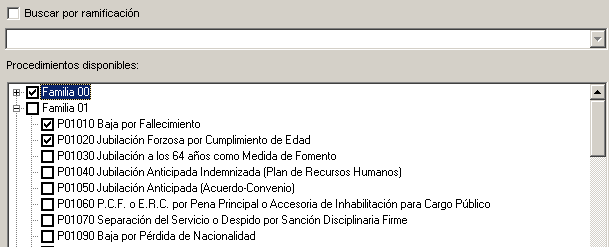 Buscar por ramificación
Procedimientos disponibles:
Familia 00
Familia 01
P01010 Baja por Fallecimiento
P01020 Jubilación Forzosa por Cumplimiento de Edad
P01030 Jubilación a los 64 años como Medida de Fomento
P01040 Jubilación Anticipada Indemnizada (Plan de Recursos Humanos)
P01050 Jubilación Anticipada (Acuerdo-Convenio)
P01060 P.C.F. o E.R.C. por Pena Principal o Accesoria de Inhabilitación para Cargo Público
P01070 Separación del Servicio o Despido por Sanción Disciplinaria Firme
P01090 Baja por Pérdida de Nacionalidad